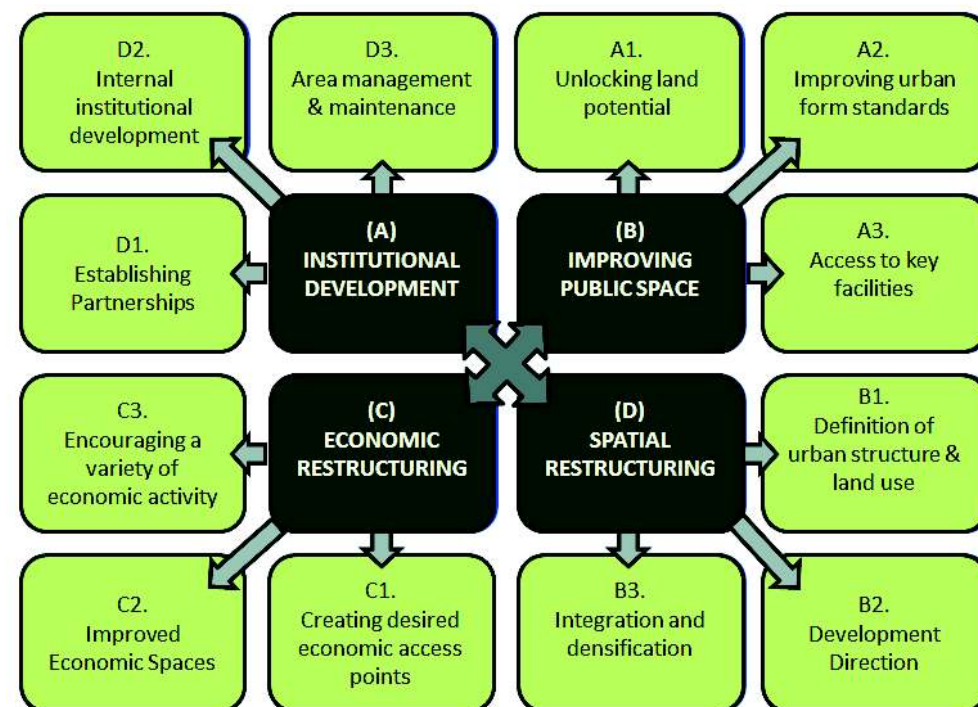 D2.
Internal
institutional
development
D3.
Area management
& maintenance
A1.
Unlocking land
potential
A2.
Improving urban
form standards
D1.
Establishing
Partnerships
(A)
INSTITUTIONAL
DEVELOPMENT
(B)
IMPROVING
PUBLIC SPACE
A3.
Access to key
facilities
C3.
Encouraging a
variety of
economic activity
(C)
ECONOMIC
RESTRUCTURING
(D)
SPATIAL
RESTRUCTURING
B1.
Definition of
urban structure &
land use
C2.
Improved
Economic Spaces
C1.
Creating desired
economic access
points
B3.
Integration and
densification
B2.
Development
Direction